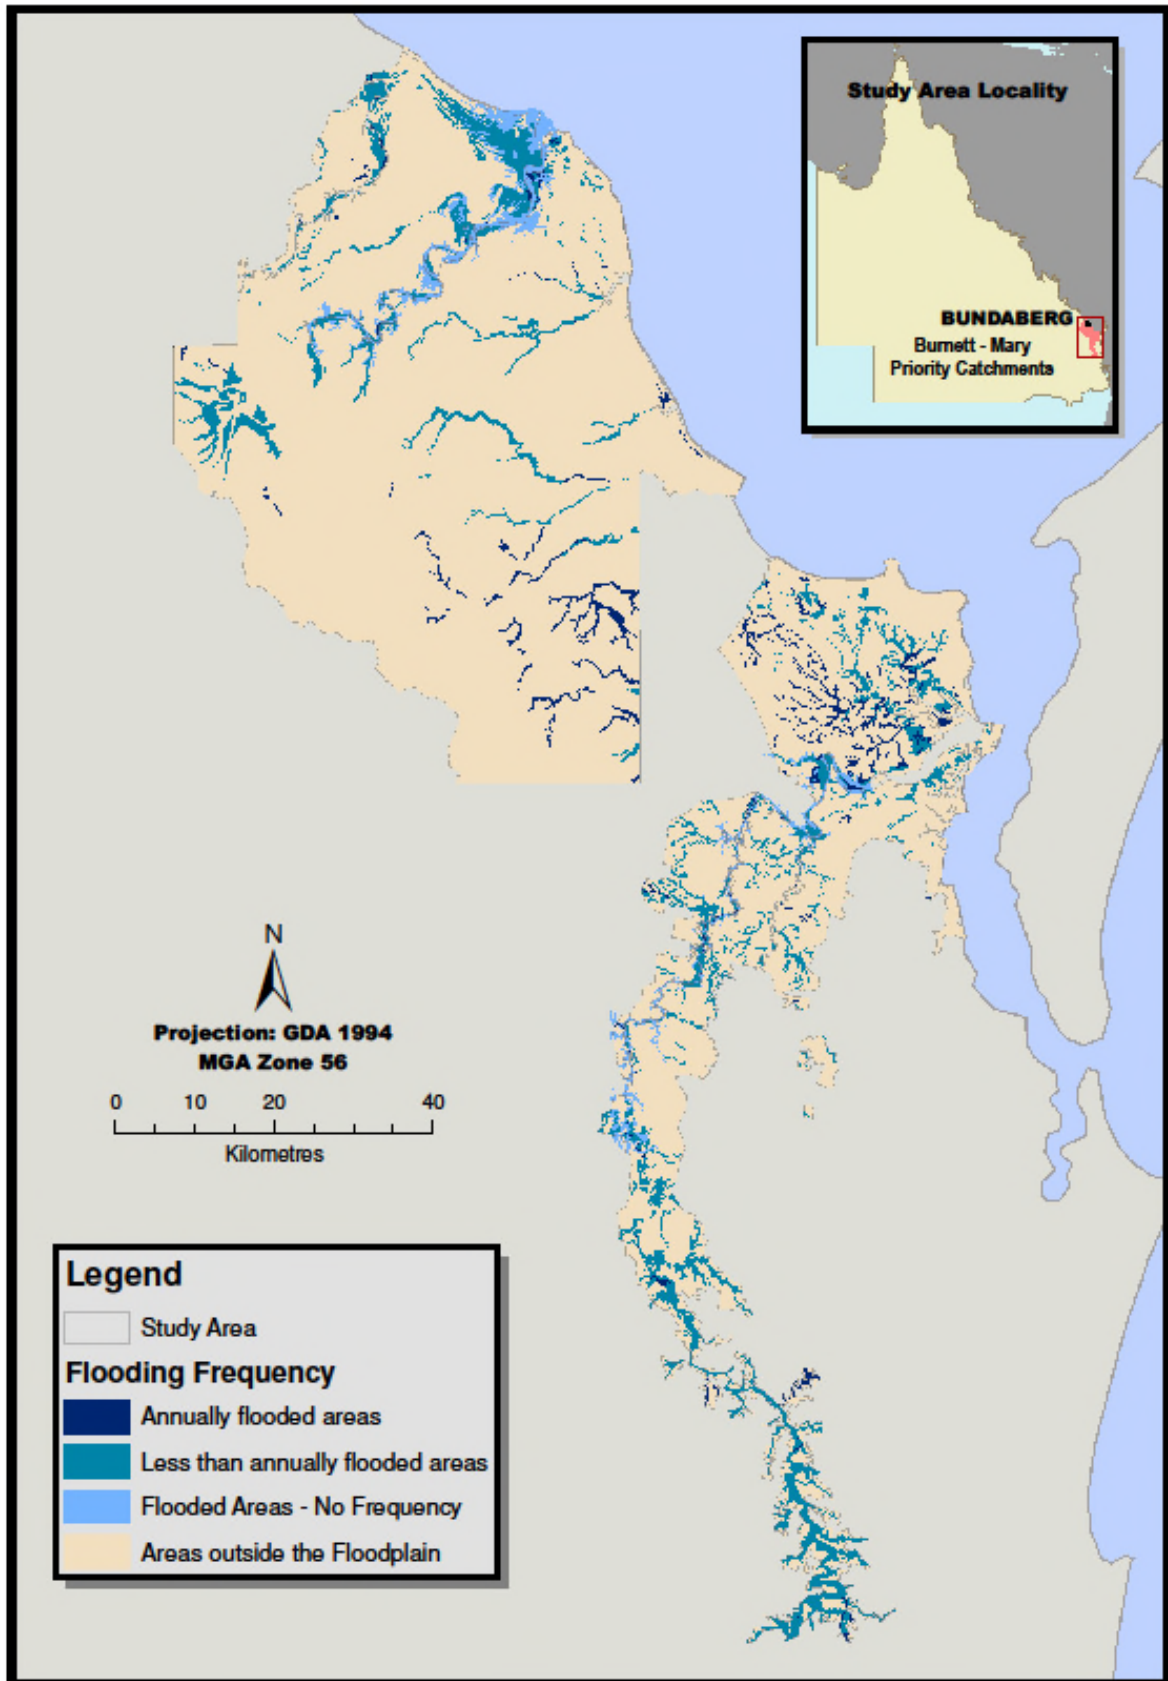 Study Area Locality
BUNDABERG
Burnett - Mary
Priority Catchments
N
Projection: GDA 1994
MGA Zone 56
0 10 20 40
Kilometres
Legend
Study Area
Flooding Frequency
Annually flooded areas
Less than annually flooded areas
Flooded Areas - No Frequency
Areas outside the Floodplain